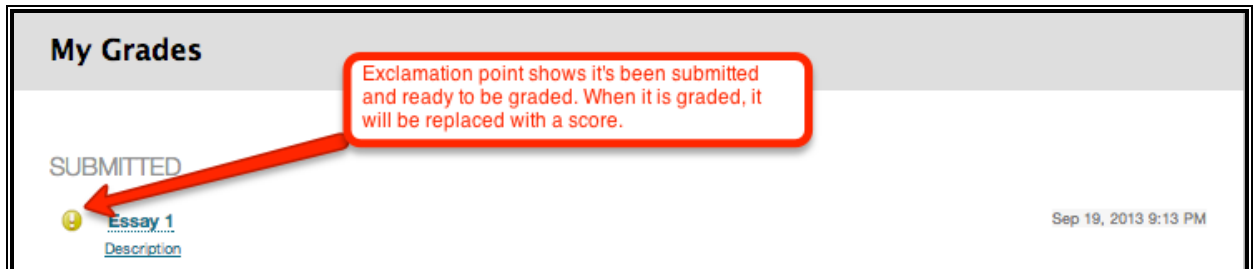 My Grades
Exclamation point shows it's been submitted
and ready to be graded. When it is graded, it
will be replaced with a score.
SUBMITTED
Essay 1
Sep 19, 2013 9:13 PM
Description